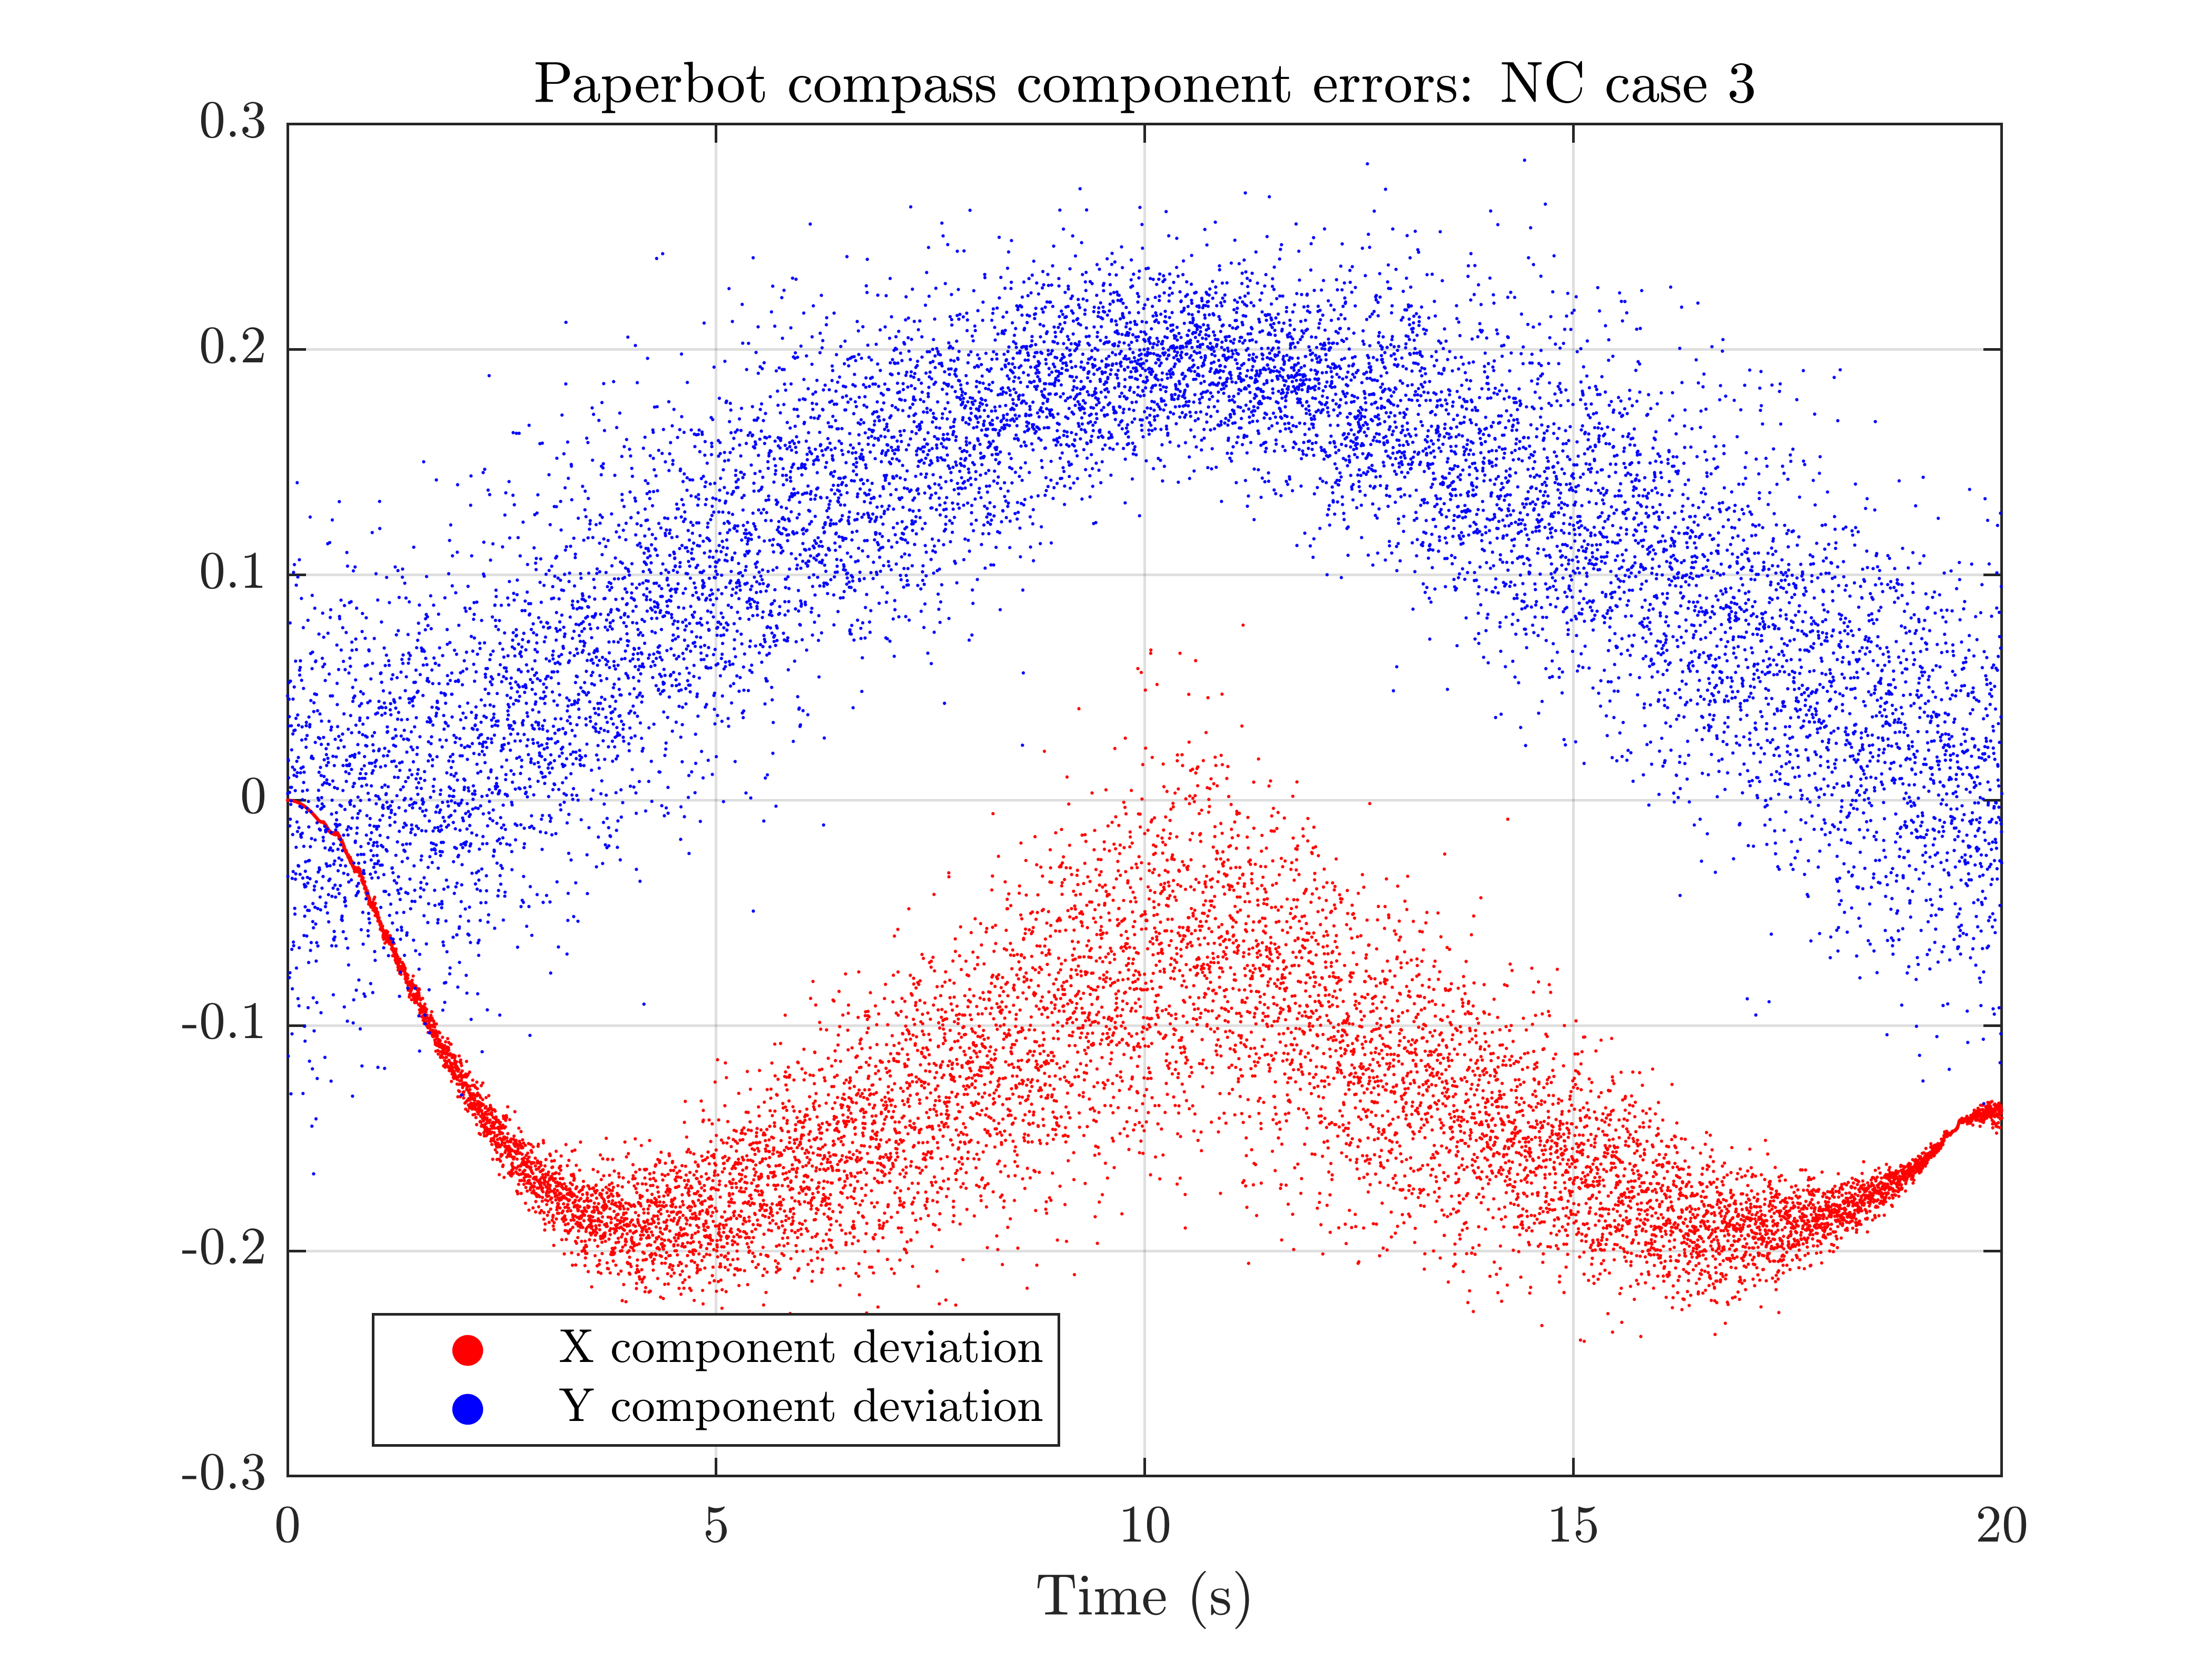 Paperbot compass component errors: NC case 3
0.3
0.2
0.1
0
-0.1
-0.2
-0.3
X component deviation
Y component deviation
0 5 10 15 20
Time (s)